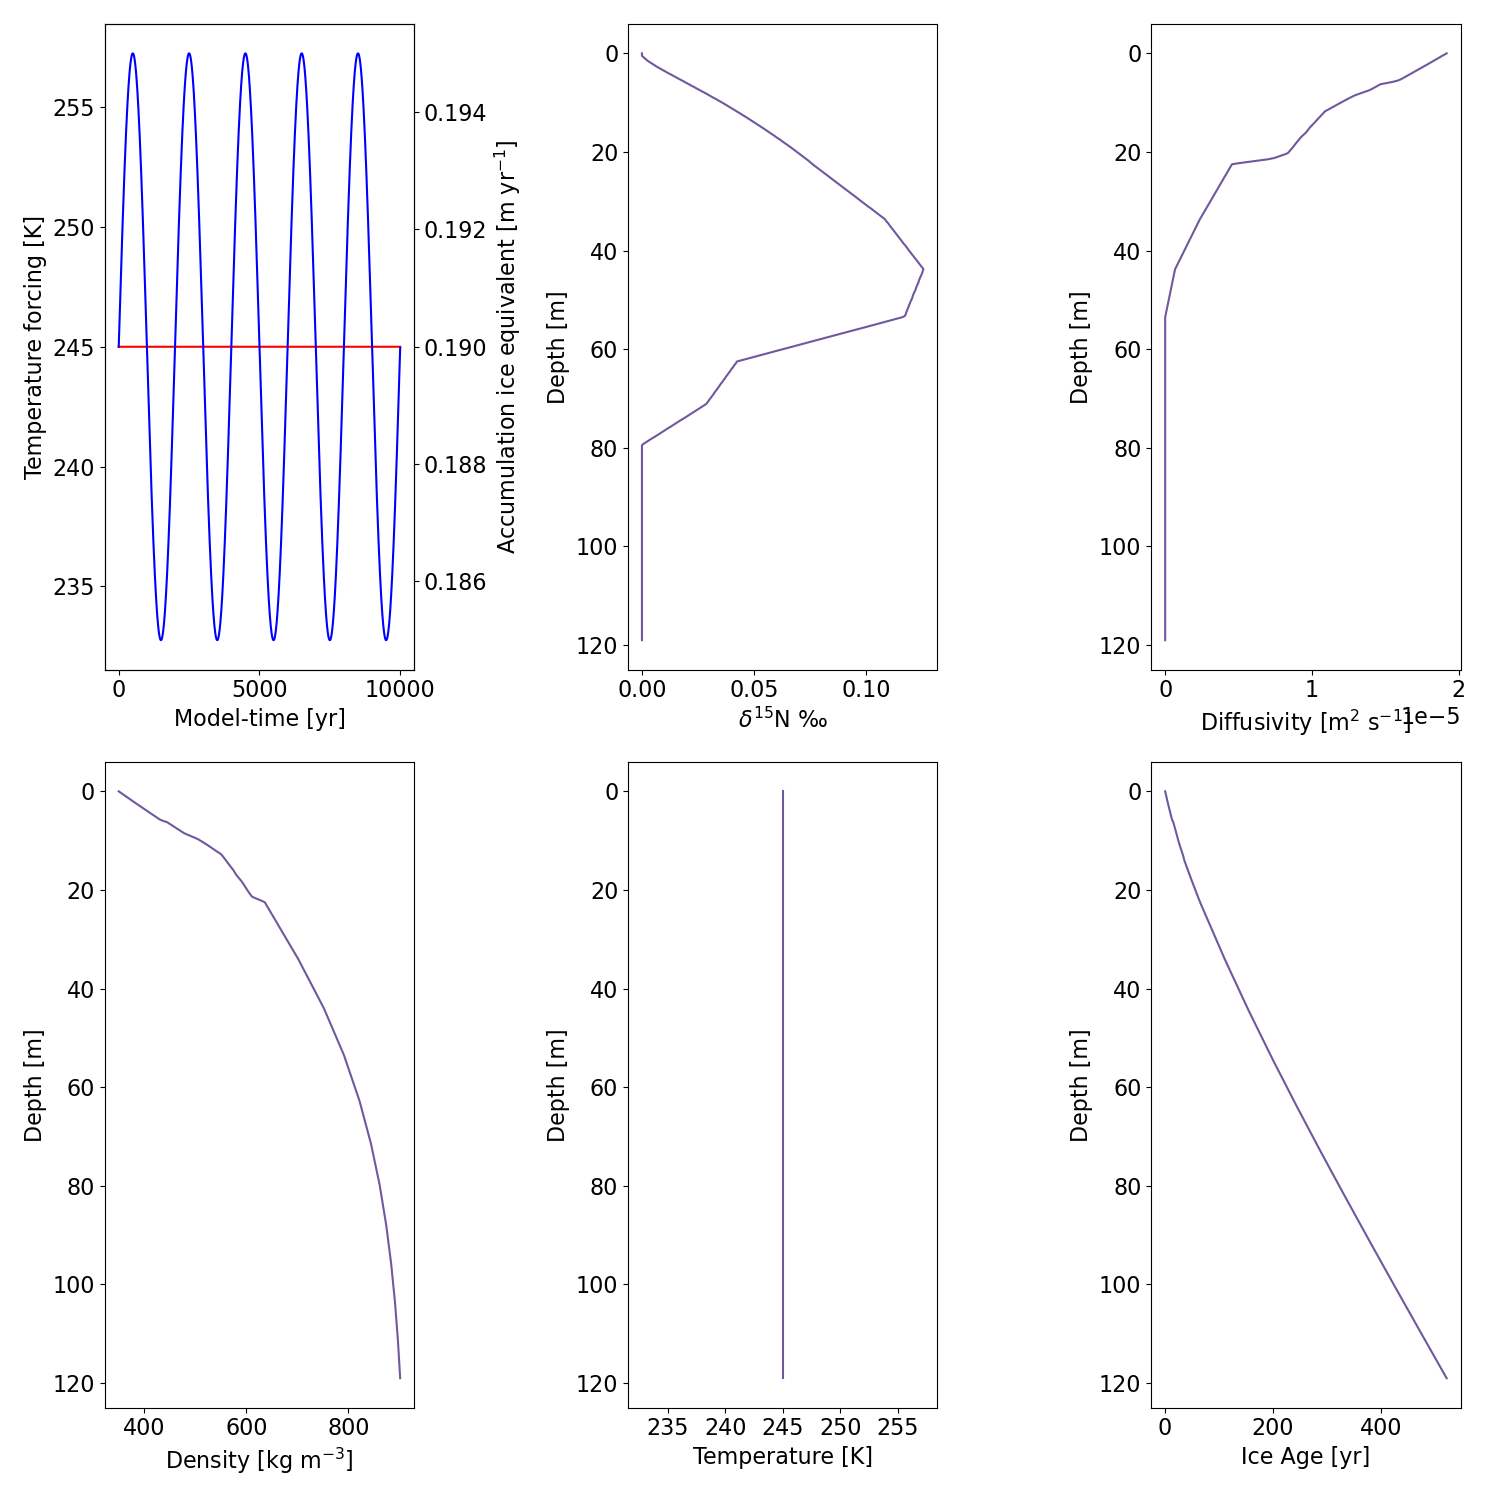 255
250
245
240
235
Temperature forcing [K]
0.194
0.192
0.190
0.188
0.186
Accumulation ice equivalent [m yr⁻¹]
0 5000 10000
Model-time [yr]
0
20
40
60
80
100
120
Depth [m]
0.00 0.05 0.10
δ¹⁵N ‰
0
20
40
60
80
100
120
Depth [m]
0 1 2
Diffusivity [m² s⁻¹]
1e−5
0
20
40
60
80
100
120
Depth [m]
400 600 800
Density [kg m⁻³]
0
20
40
60
80
100
120
Depth [m]
235 240 245 250 255
Temperature [K]
0
20
40
60
80
100
120
Depth [m]
0 200 400
Ice Age [yr]